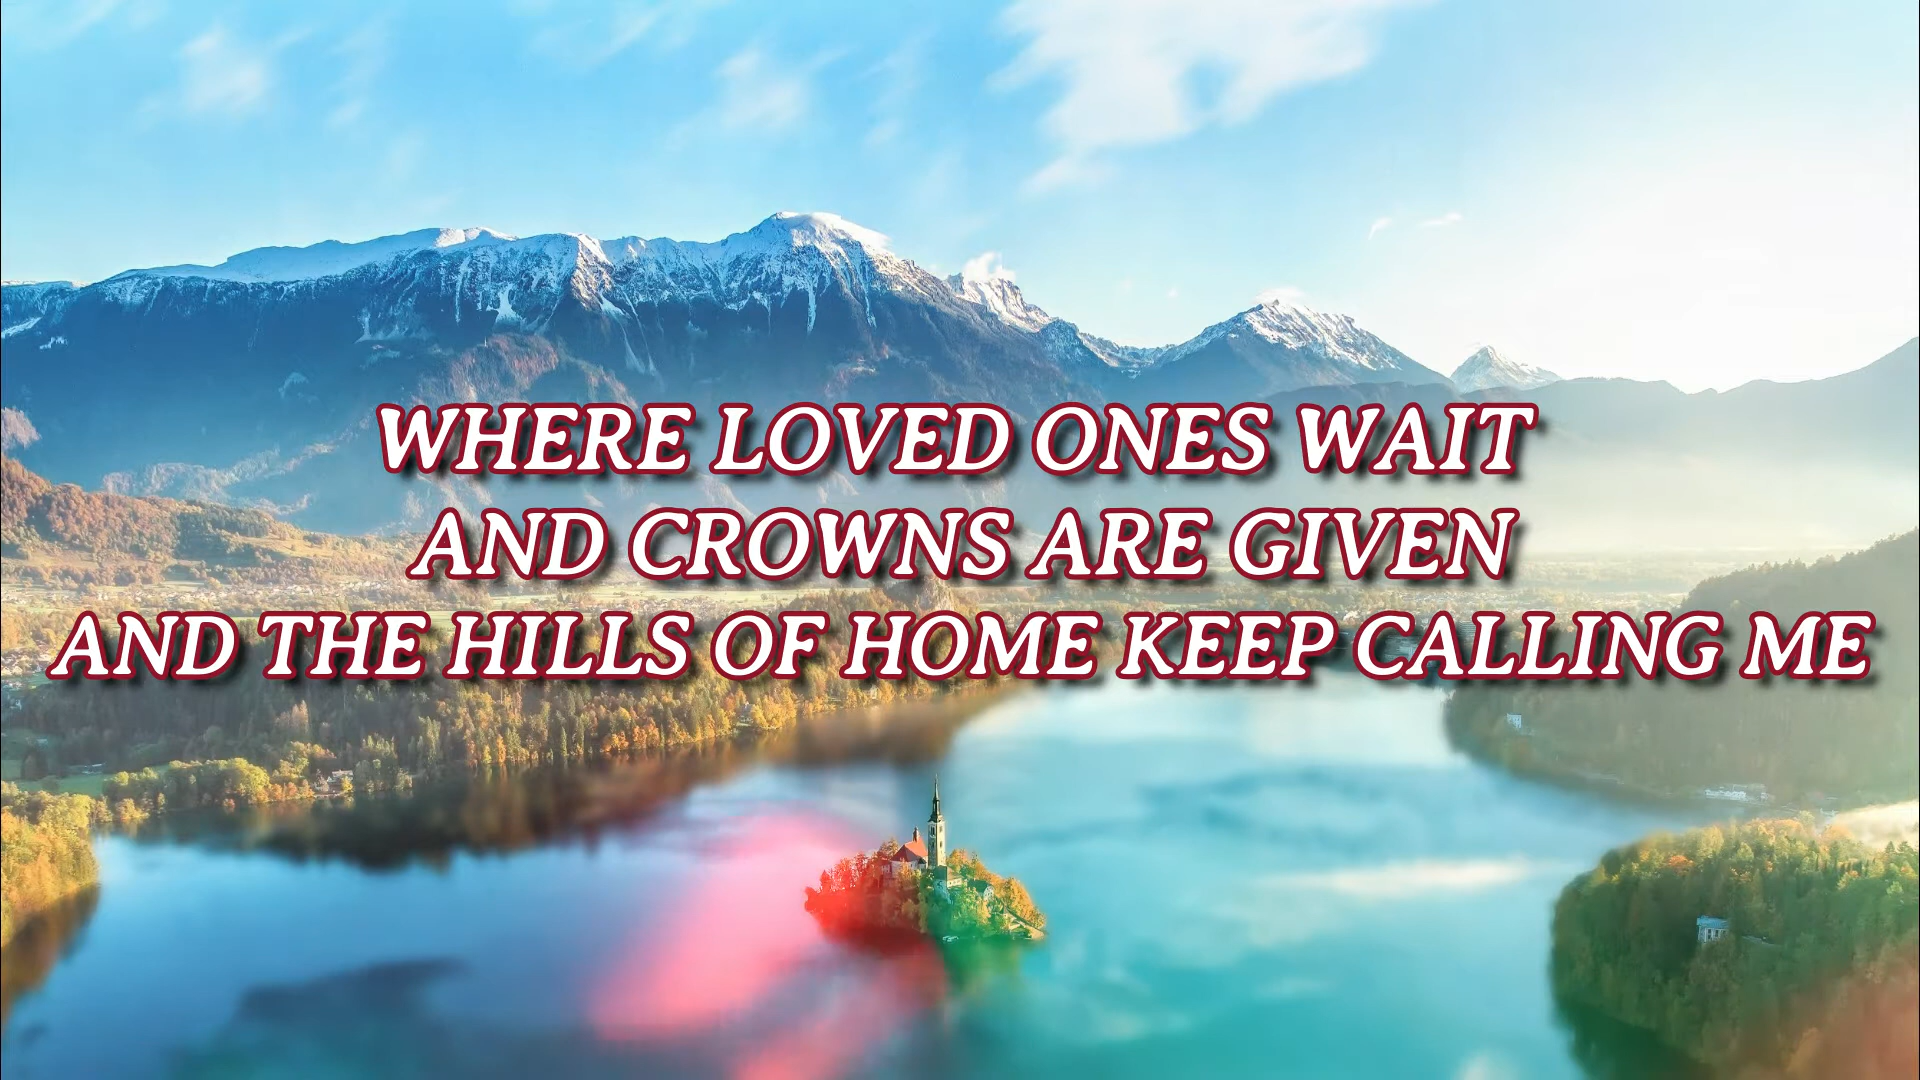 WHERE LOVED ONES WAIT
AND CROWNS ARE GIVEN
AND THE HILLS OF HOME KEEP CALLING ME